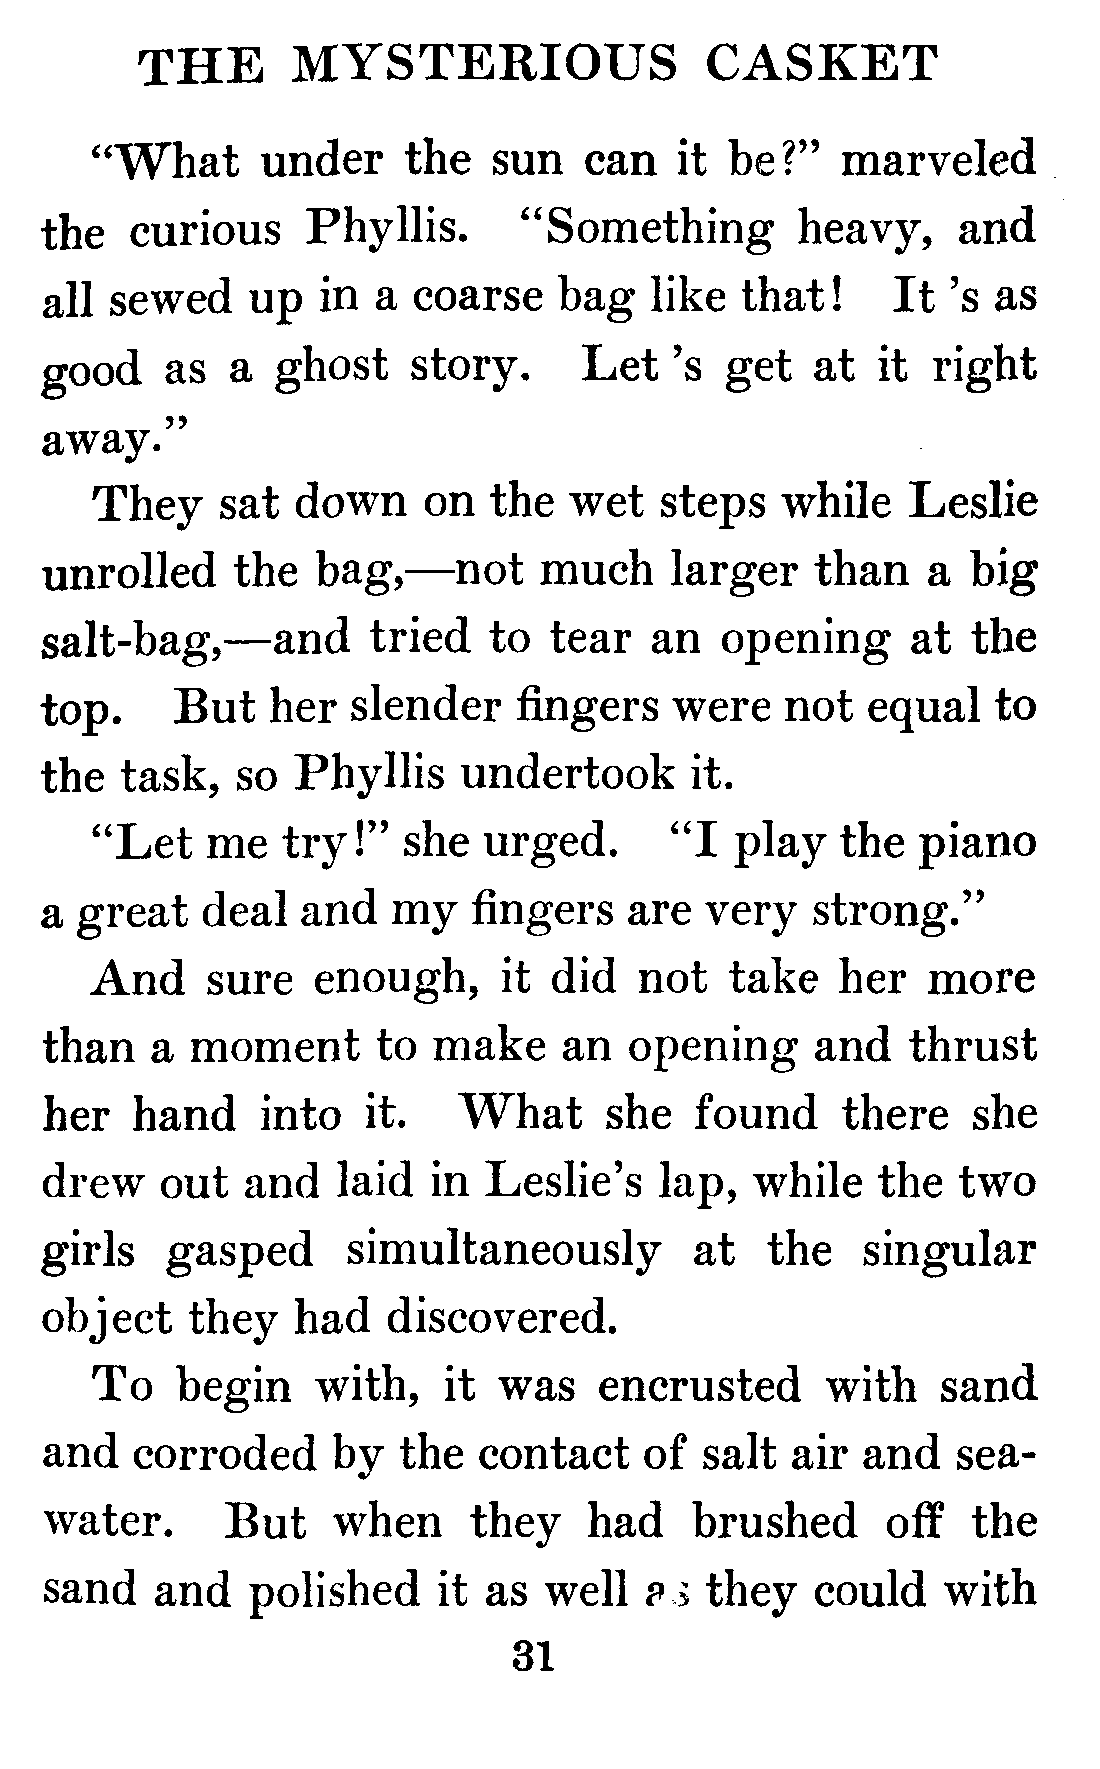 THE MYSTERIOUS CASKET
“What under the sun can it be?” marveled
the curious Phyllis. “Something heavy, and
all sewed up in a coarse bag like that! It ’s as
good as a ghost story. Let ’s get at it right
away.”
They sat down on the wet steps while Leslie
unrolled the bag,—not much larger than a big
salt-bag,—and tried to tear an opening at the
top. But her slender fingers were not equal to
the task, so Phyllis undertook it.
“Let me try!” she urged. “I play the piano
a great deal and my fingers are very strong.”
And sure enough, it did not take her more
than a moment to make an opening and thrust
her hand into it. What she found there she
drew out and laid in Leslie’s lap, while the two
girls gasped simultaneously at the singular
object they had discovered.
To begin with, it was encrusted with sand
and corroded by the contact of salt air and sea-
water. But when they had brushed off the
sand and polished it as well as they could with
31